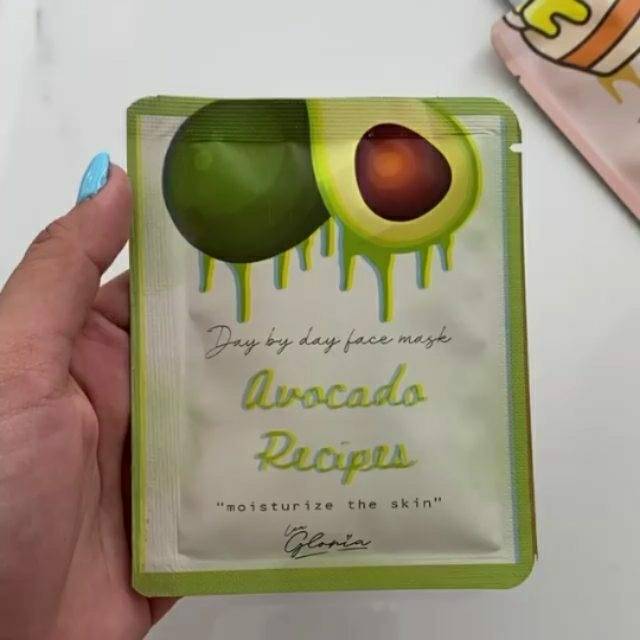 Day by day face mask
Avocado
Recipes
"moisturize the skin"
Gloria